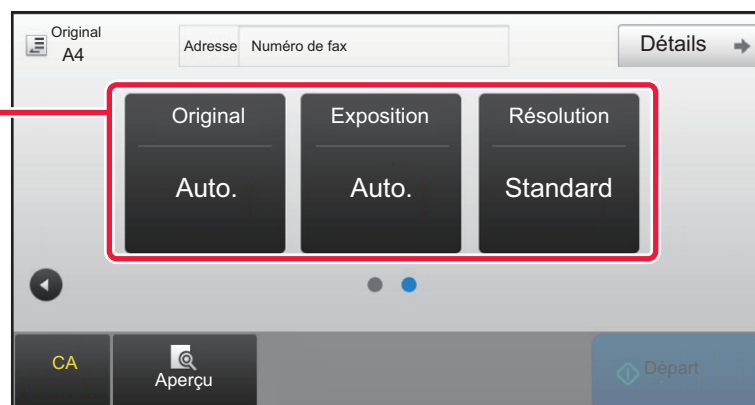 Original
A4
Adresse Numéro de fax
Détails
Original Exposition Résolution
Auto. Auto. Standard
CA
Aperçu
Départ